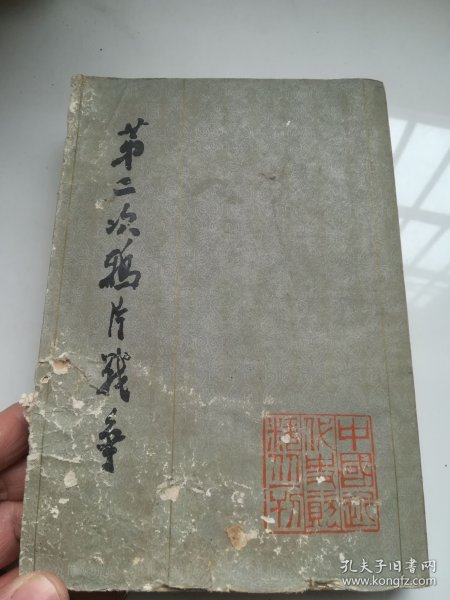 第二次鸦片战争
中國近
代史資
料叢刊
孔夫子旧书网
www.kongfz.com